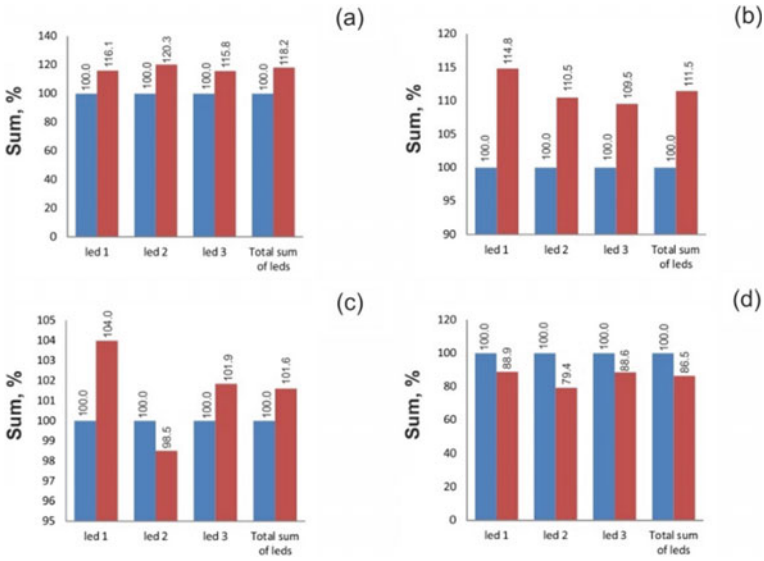 (a)
Sum, %
140
120
100
80
60
40
20
0
100.0
116.1
100.0
120.3
100.0
115.8
100.0
118.2
led 1
led 2
led 3
Total sum
of leds
(b)
Sum, %
120
115
110
105
100
95
90
100.0
114.8
100.0
110.5
100.0
109.5
100.0
111.5
led 1
led 2
led 3
Total sum
of leds
(c)
Sum, %
105
104
103
102
101
100
99
98
97
96
95
100.0
104.0
100.0
98.5
100.0
101.9
100.0
101.6
led 1
led 2
led 3
Total sum
of leds
(d)
Sum, %
120
100
80
60
40
20
0
100.0
88.9
100.0
79.4
100.0
88.6
100.0
86.5
led 1
led 2
led 3
Total sum
of leds